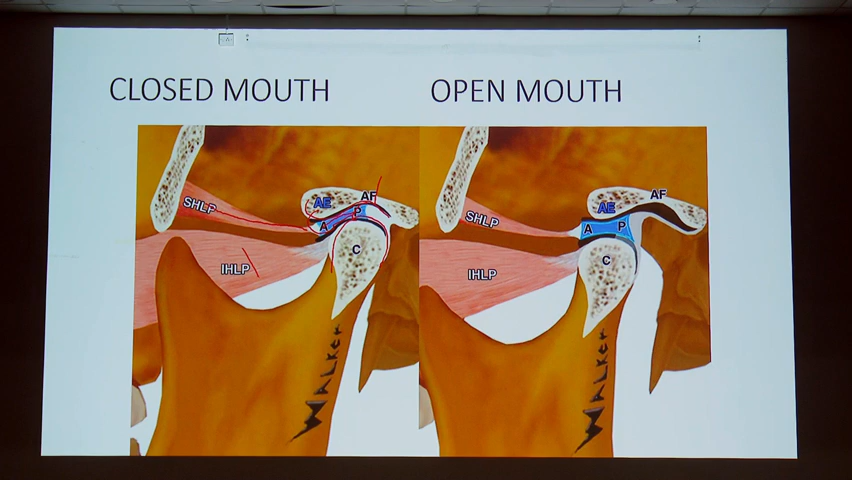 CLOSED MOUTH
OPEN MOUTH
SHLP
AE
AF
A
P
C
IHLP
WALKER
SHLP
AE
AF
A
P
C
IHLP
WALKER